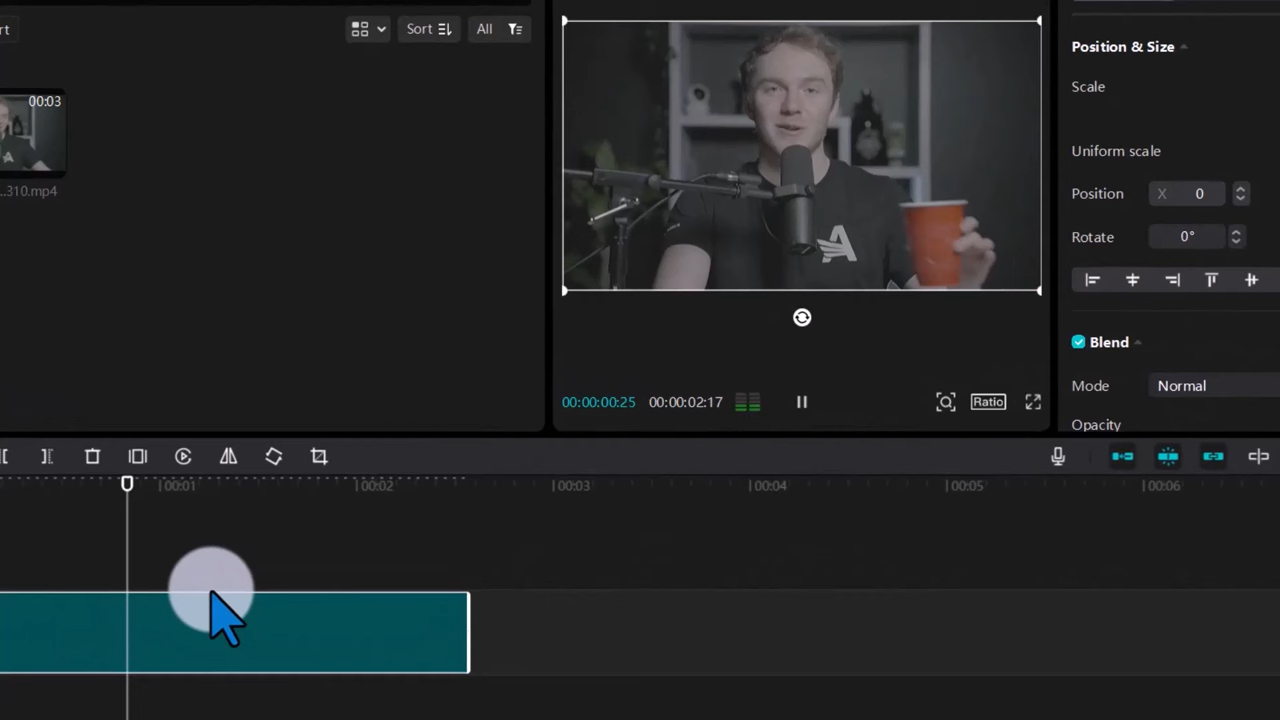 rt
Sort
All
00:03
..310.mp4
Position & Size
Scale
Uniform scale
Position X 0
Rotate 0°
Blend
Mode Normal
Opacity
A
00:00:00:25 00:00:02:17
Ratio
00:01 00:02 00:03 00:04 00:05 00:06